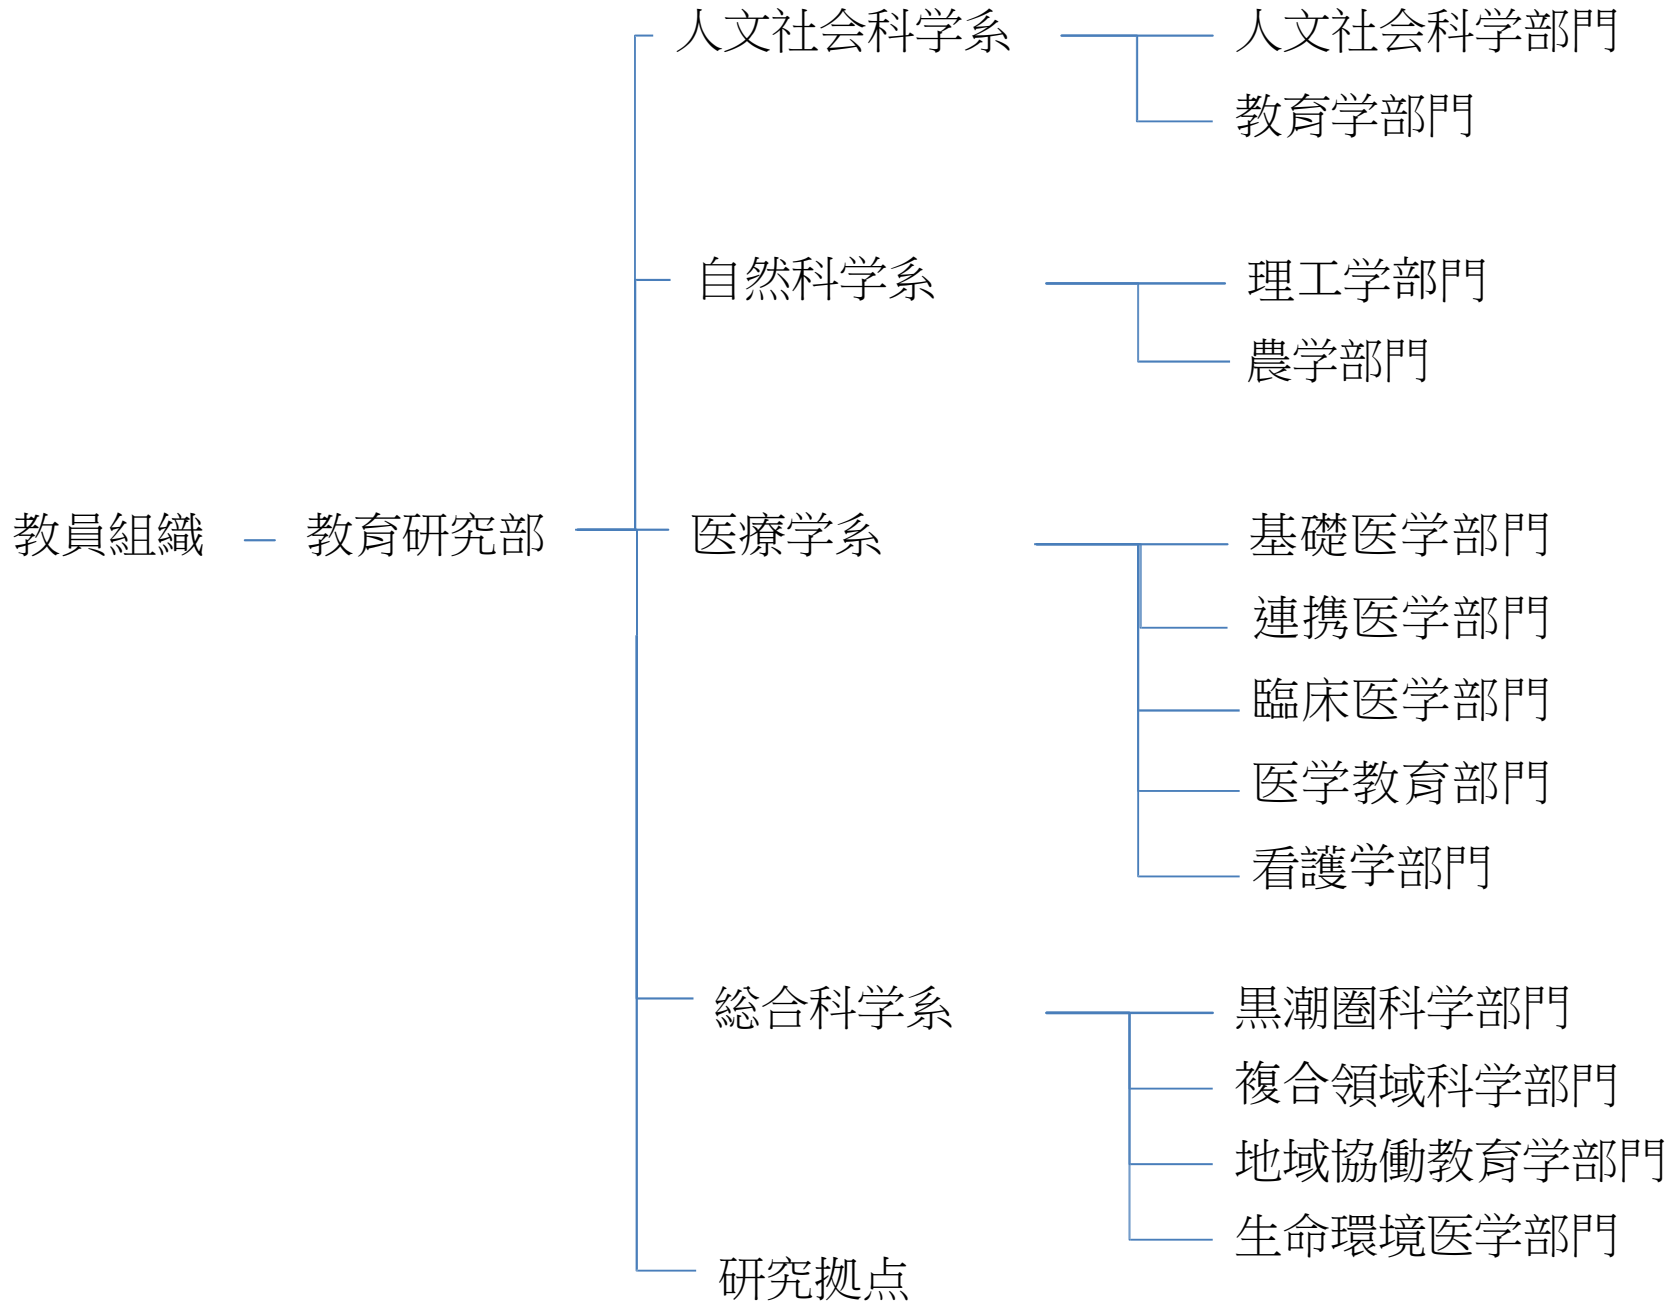 教員組織
教育研究部
人文社会科学系
人文社会科学部門
教育学部門
自然科学系
理工学部門
農学部門
医療学系
基礎医学部門
連携医学部門
臨床医学部門
医学教育部門
看護学部門
総合科学系
黒潮圏科学部門
複合領域科学部門
地域協働教育学部門
生命環境医学部門
研究拠点